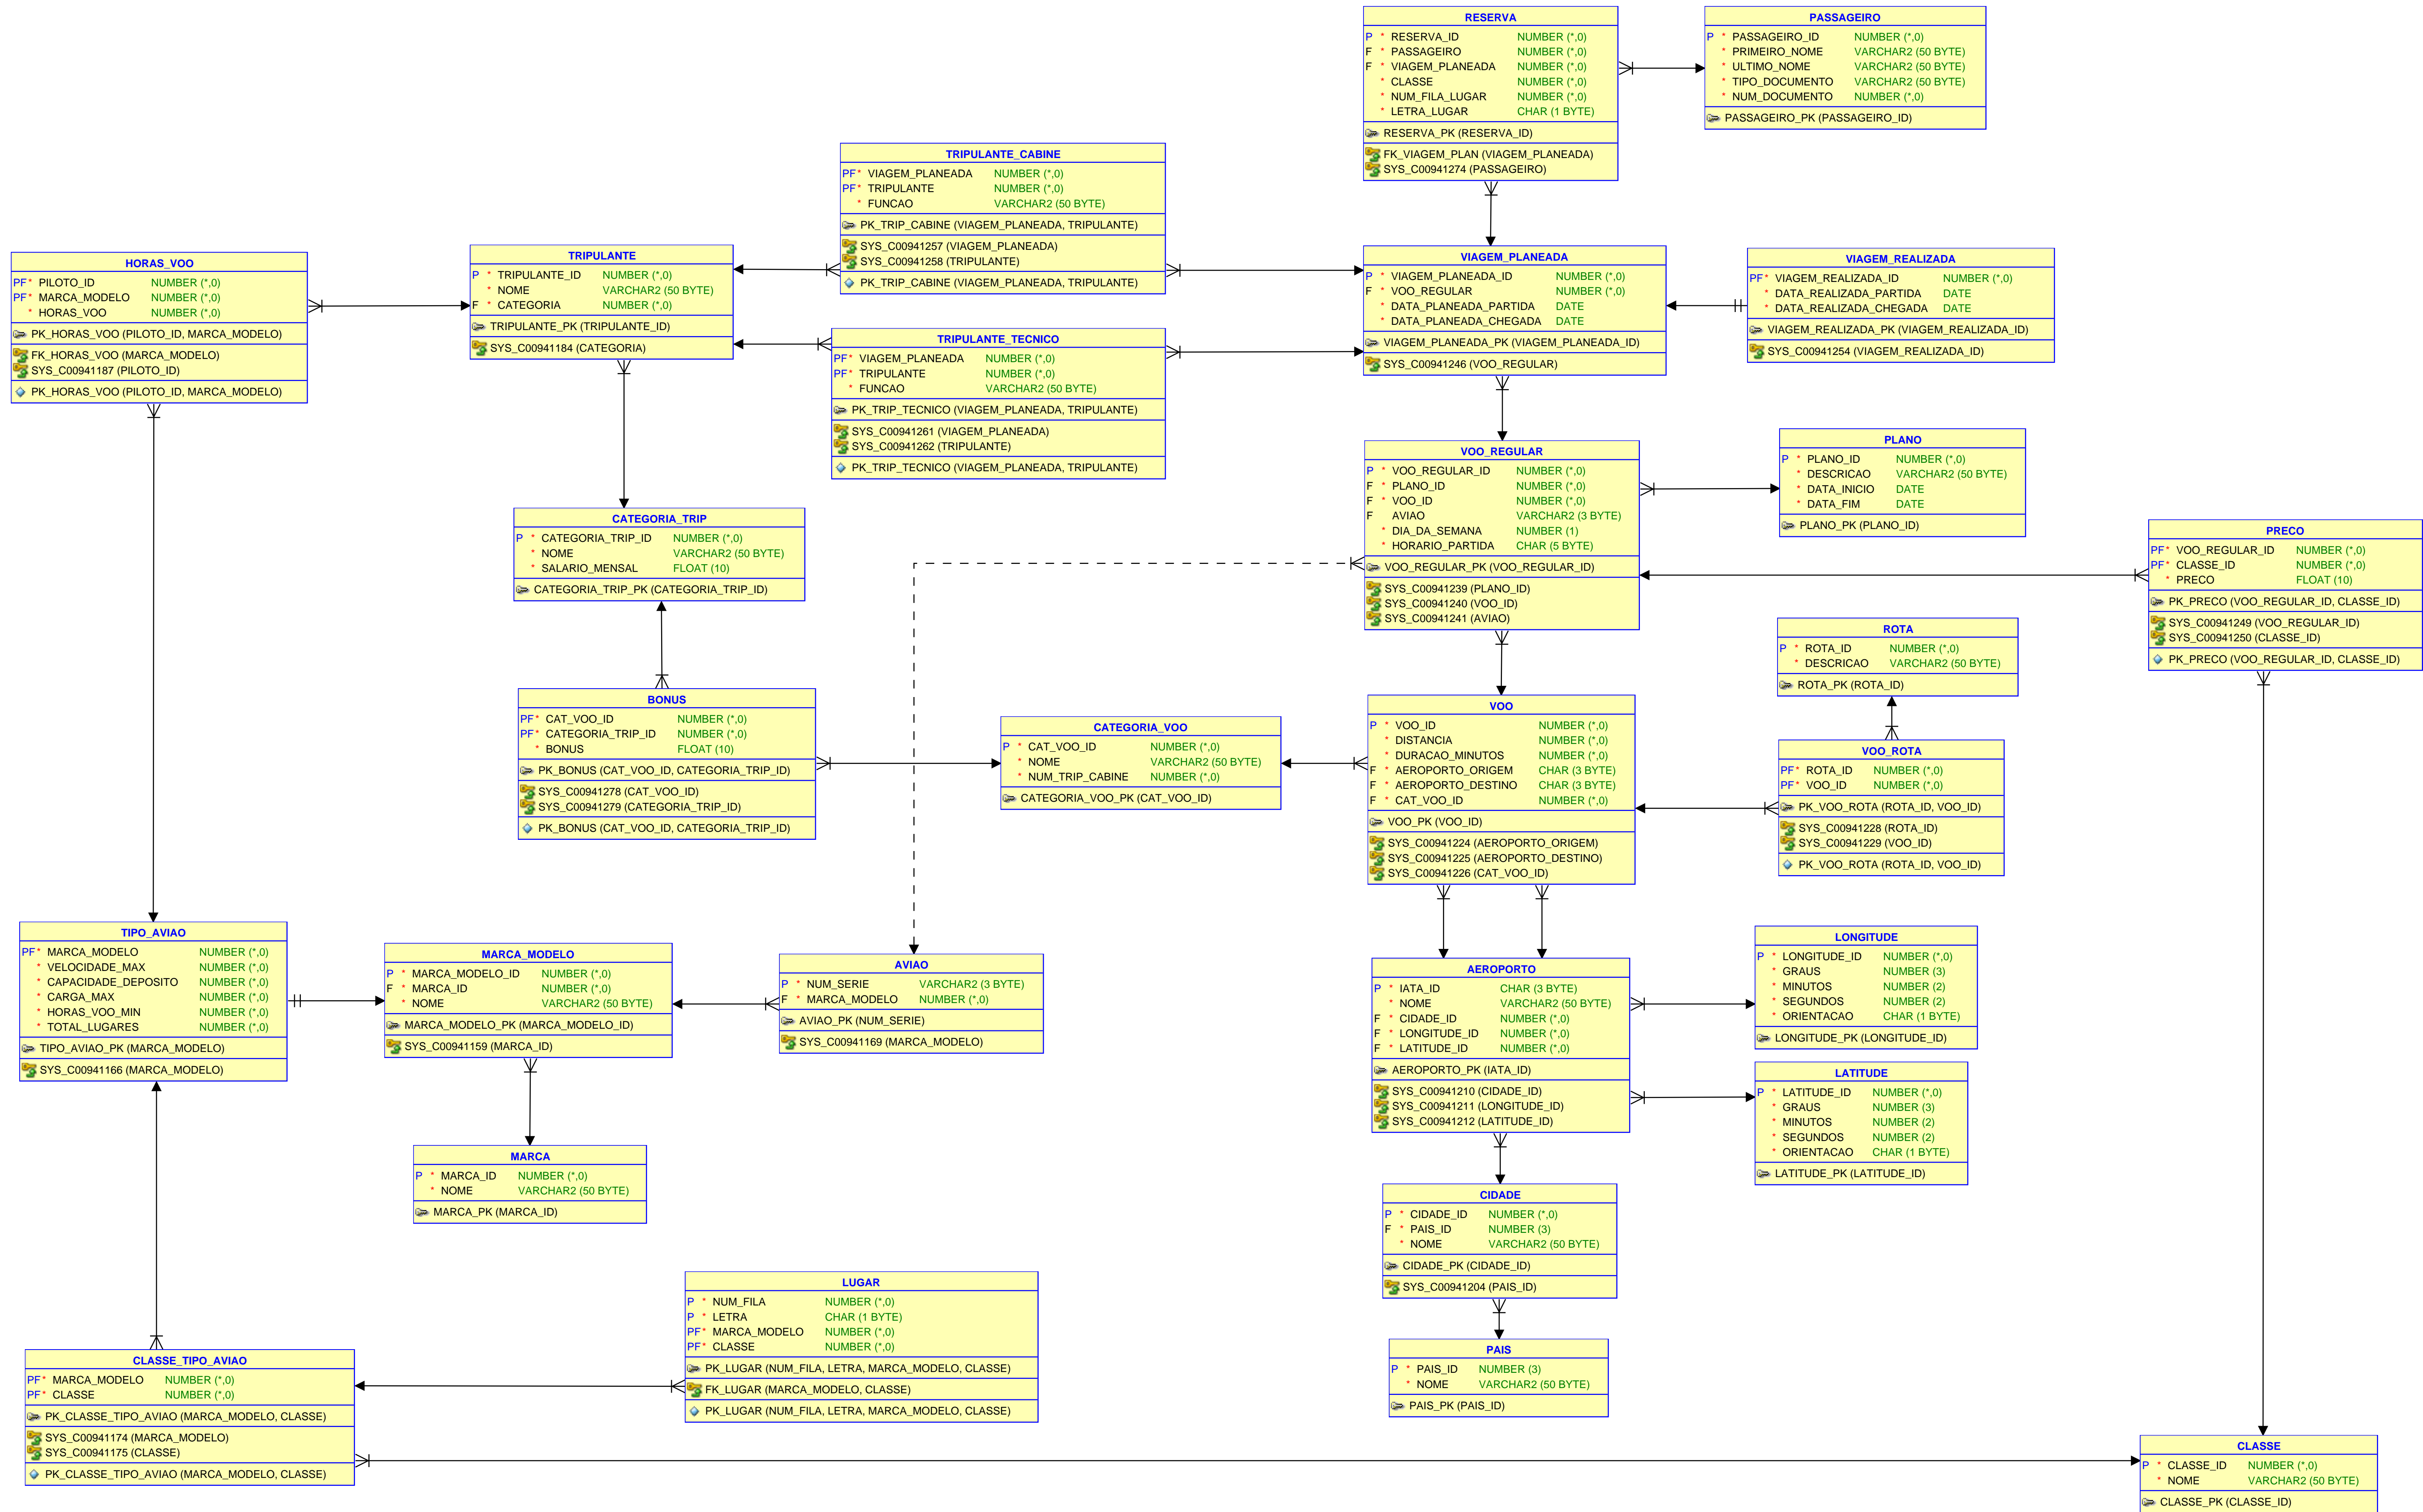 RESERVA
P * RESERVA_ID NUMBER (*,0)
F * PASSAGEIRO NUMBER (*,0)
F * VIAGEM_PLANEADA NUMBER (*,0)
* CLASSE NUMBER (*,0)
* NUM_FILA_LUGAR NUMBER (*,0)
* LETRA_LUGAR CHAR (1 BYTE)
RESERVA_PK (RESERVA_ID)
FK_VIAGEM_PLAN (VIAGEM_PLANEADA)
SYS_C00941274 (PASSAGEIRO)
PASSAGEIRO
P * PASSAGEIRO_ID NUMBER (*,0)
* PRIMEIRO_NOME VARCHAR2 (50 BYTE)
* ULTIMO_NOME VARCHAR2 (50 BYTE)
* TIPO_DOCUMENTO VARCHAR2 (50 BYTE)
* NUM_DOCUMENTO NUMBER (*,0)
PASSAGEIRO_PK (PASSAGEIRO_ID)
TRIPULANTE_CABINE
PF* VIAGEM_PLANEADA NUMBER (*,0)
PF* TRIPULANTE NUMBER (*,0)
* FUNCAO VARCHAR2 (50 BYTE)
PK_TRIP_CABINE (VIAGEM_PLANEADA, TRIPULANTE)
SYS_C00941257 (VIAGEM_PLANEADA)
SYS_C00941258 (TRIPULANTE)
PK_TRIP_CABINE (VIAGEM_PLANEADA, TRIPULANTE)
HORAS_VOO
PF* PILOTO_ID NUMBER (*,0)
PF* MARCA_MODELO NUMBER (*,0)
* HORAS_VOO NUMBER (*,0)
PK_HORAS_VOO (PILOTO_ID, MARCA_MODELO)
FK_HORAS_VOO (MARCA_MODELO)
SYS_C00941187 (PILOTO_ID)
PK_HORAS_VOO (PILOTO_ID, MARCA_MODELO)
TRIPULANTE
P * TRIPULANTE_ID NUMBER (*,0)
* NOME VARCHAR2 (50 BYTE)
F * CATEGORIA NUMBER (*,0)
TRIPULANTE_PK (TRIPULANTE_ID)
SYS_C00941184 (CATEGORIA)
VIAGEM_PLANEADA
P * VIAGEM_PLANEADA_ID NUMBER (*,0)
F * VOO_REGULAR NUMBER (*,0)
* DATA_PLANEADA_PARTIDA DATE
* DATA_PLANEADA_CHEGADA DATE
VIAGEM_PLANEADA_PK (VIAGEM_PLANEADA_ID)
SYS_C00941246 (VOO_REGULAR)
VIAGEM_REALIZADA
PF* VIAGEM_REALIZADA_ID NUMBER (*,0)
* DATA_REALIZADA_PARTIDA DATE
* DATA_REALIZADA_CHEGADA DATE
VIAGEM_REALIZADA_PK (VIAGEM_REALIZADA_ID)
SYS_C00941254 (VIAGEM_REALIZADA_ID)
TRIPULANTE_TECNICO
PF* VIAGEM_PLANEADA NUMBER (*,0)
PF* TRIPULANTE NUMBER (*,0)
* FUNCAO VARCHAR2 (50 BYTE)
PK_TRIP_TECNICO (VIAGEM_PLANEADA, TRIPULANTE)
SYS_C00941261 (VIAGEM_PLANEADA)
SYS_C00941262 (TRIPULANTE)
PK_TRIP_TECNICO (VIAGEM_PLANEADA, TRIPULANTE)
VOO_REGULAR
P * VOO_REGULAR_ID NUMBER (*,0)
F * PLANO_ID NUMBER (*,0)
F * VOO_ID NUMBER (*,0)
F AVIAO VARCHAR2 (3 BYTE)
* DIA_DA_SEMANA NUMBER (1)
* HORARIO_PARTIDA CHAR (5 BYTE)
VOO_REGULAR_PK (VOO_REGULAR_ID)
SYS_C00941239 (PLANO_ID)
SYS_C00941240 (VOO_ID)
SYS_C00941241 (AVIAO)
PLANO
P * PLANO_ID NUMBER (*,0)
* DESCRICAO VARCHAR2 (50 BYTE)
* DATA_INICIO DATE
* DATA_FIM DATE
PLANO_PK (PLANO_ID)
CATEGORIA_TRIP
P * CATEGORIA_TRIP_ID NUMBER (*,0)
* NOME VARCHAR2 (50 BYTE)
* SALARIO_MENSAL FLOAT (10)
CATEGORIA_TRIP_PK (CATEGORIA_TRIP_ID)
PRECO
PF* VOO_REGULAR_ID NUMBER (*,0)
PF* CLASSE_ID NUMBER (*,0)
* PRECO FLOAT (10)
PK_PRECO (VOO_REGULAR_ID, CLASSE_ID)
SYS_C00941249 (VOO_REGULAR_ID)
SYS_C00941250 (CLASSE_ID)
PK_PRECO (VOO_REGULAR_ID, CLASSE_ID)
ROTA
P * ROTA_ID NUMBER (*,0)
* DESCRICAO VARCHAR2 (50 BYTE)
ROTA_PK (ROTA_ID)
BONUS
PF* CAT_VOO_ID NUMBER (*,0)
PF* CATEGORIA_TRIP_ID NUMBER (*,0)
* BONUS FLOAT (10)
PK_BONUS (CAT_VOO_ID, CATEGORIA_TRIP_ID)
SYS_C00941278 (CAT_VOO_ID)
SYS_C00941279 (CATEGORIA_TRIP_ID)
PK_BONUS (CAT_VOO_ID, CATEGORIA_TRIP_ID)
CATEGORIA_VOO
P * CAT_VOO_ID NUMBER (*,0)
* NOME VARCHAR2 (50 BYTE)
* NUM_TRIP_CABINE NUMBER (*,0)
CATEGORIA_VOO_PK (CAT_VOO_ID)
VOO
P * VOO_ID NUMBER (*,0)
* DISTANCIA NUMBER (*,0)
* DURACAO_MINUTOS NUMBER (*,0)
F * AEROPORTO_ORIGEM CHAR (3 BYTE)
F * AEROPORTO_DESTINO CHAR (3 BYTE)
F * CAT_VOO_ID NUMBER (*,0)
VOO_PK (VOO_ID)
SYS_C00941224 (AEROPORTO_ORIGEM)
SYS_C00941225 (AEROPORTO_DESTINO)
SYS_C00941226 (CAT_VOO_ID)
VOO_ROTA
PF* ROTA_ID NUMBER (*,0)
PF* VOO_ID NUMBER (*,0)
PK_VOO_ROTA (ROTA_ID, VOO_ID)
SYS_C00941228 (ROTA_ID)
SYS_C00941229 (VOO_ID)
PK_VOO_ROTA (ROTA_ID, VOO_ID)
TIPO_AVIAO
PF* MARCA_MODELO NUMBER (*,0)
* VELOCIDADE_MAX NUMBER (*,0)
* CAPACIDADE_DEPOSITO NUMBER (*,0)
* CARGA_MAX NUMBER (*,0)
* HORAS_VOO_MIN NUMBER (*,0)
* TOTAL_LUGARES NUMBER (*,0)
TIPO_AVIAO_PK (MARCA_MODELO)
SYS_C00941166 (MARCA_MODELO)
MARCA_MODELO
P * MARCA_MODELO_ID NUMBER (*,0)
F * MARCA_ID NUMBER (*,0)
* NOME VARCHAR2 (50 BYTE)
MARCA_MODELO_PK (MARCA_MODELO_ID)
SYS_C00941159 (MARCA_ID)
AVIAO
P * NUM_SERIE VARCHAR2 (3 BYTE)
F * MARCA_MODELO NUMBER (*,0)
AVIAO_PK (NUM_SERIE)
SYS_C00941169 (MARCA_MODELO)
AEROPORTO
P * IATA_ID CHAR (3 BYTE)
* NOME VARCHAR2 (50 BYTE)
F * CIDADE_ID NUMBER (*,0)
F * LONGITUDE_ID NUMBER (*,0)
F * LATITUDE_ID NUMBER (*,0)
AEROPORTO_PK (IATA_ID)
SYS_C00941210 (CIDADE_ID)
SYS_C00941211 (LONGITUDE_ID)
SYS_C00941212 (LATITUDE_ID)
LONGITUDE
P * LONGITUDE_ID NUMBER (*,0)
* GRAUS NUMBER (3)
* MINUTOS NUMBER (2)
* SEGUNDOS NUMBER (2)
* ORIENTACAO CHAR (1 BYTE)
LONGITUDE_PK (LONGITUDE_ID)
LATITUDE
P * LATITUDE_ID NUMBER (*,0)
* GRAUS NUMBER (3)
* MINUTOS NUMBER (2)
* SEGUNDOS NUMBER (2)
* ORIENTACAO CHAR (1 BYTE)
LATITUDE_PK (LATITUDE_ID)
MARCA
P * MARCA_ID NUMBER (*,0)
* NOME VARCHAR2 (50 BYTE)
MARCA_PK (MARCA_ID)
CIDADE
P * CIDADE_ID NUMBER (*,0)
F * PAIS_ID NUMBER (3)
* NOME VARCHAR2 (50 BYTE)
CIDADE_PK (CIDADE_ID)
SYS_C00941204 (PAIS_ID)
LUGAR
P * NUM_FILA NUMBER (*,0)
P * LETRA CHAR (1 BYTE)
PF* MARCA_MODELO NUMBER (*,0)
PF* CLASSE NUMBER (*,0)
PK_LUGAR (NUM_FILA, LETRA, MARCA_MODELO, CLASSE)
FK_LUGAR (MARCA_MODELO, CLASSE)
PK_LUGAR (NUM_FILA, LETRA, MARCA_MODELO, CLASSE)
PAIS
P * PAIS_ID NUMBER (3)
* NOME VARCHAR2 (50 BYTE)
PAIS_PK (PAIS_ID)
CLASSE_TIPO_AVIAO
PF* MARCA_MODELO NUMBER (*,0)
PF* CLASSE NUMBER (*,0)
PK_CLASSE_TIPO_AVIAO (MARCA_MODELO, CLASSE)
SYS_C00941174 (MARCA_MODELO)
SYS_C00941175 (CLASSE)
PK_CLASSE_TIPO_AVIAO (MARCA_MODELO, CLASSE)
CLASSE
P * CLASSE_ID NUMBER (*,0)
* NOME VARCHAR2 (50 BYTE)
CLASSE_PK (CLASSE_ID)